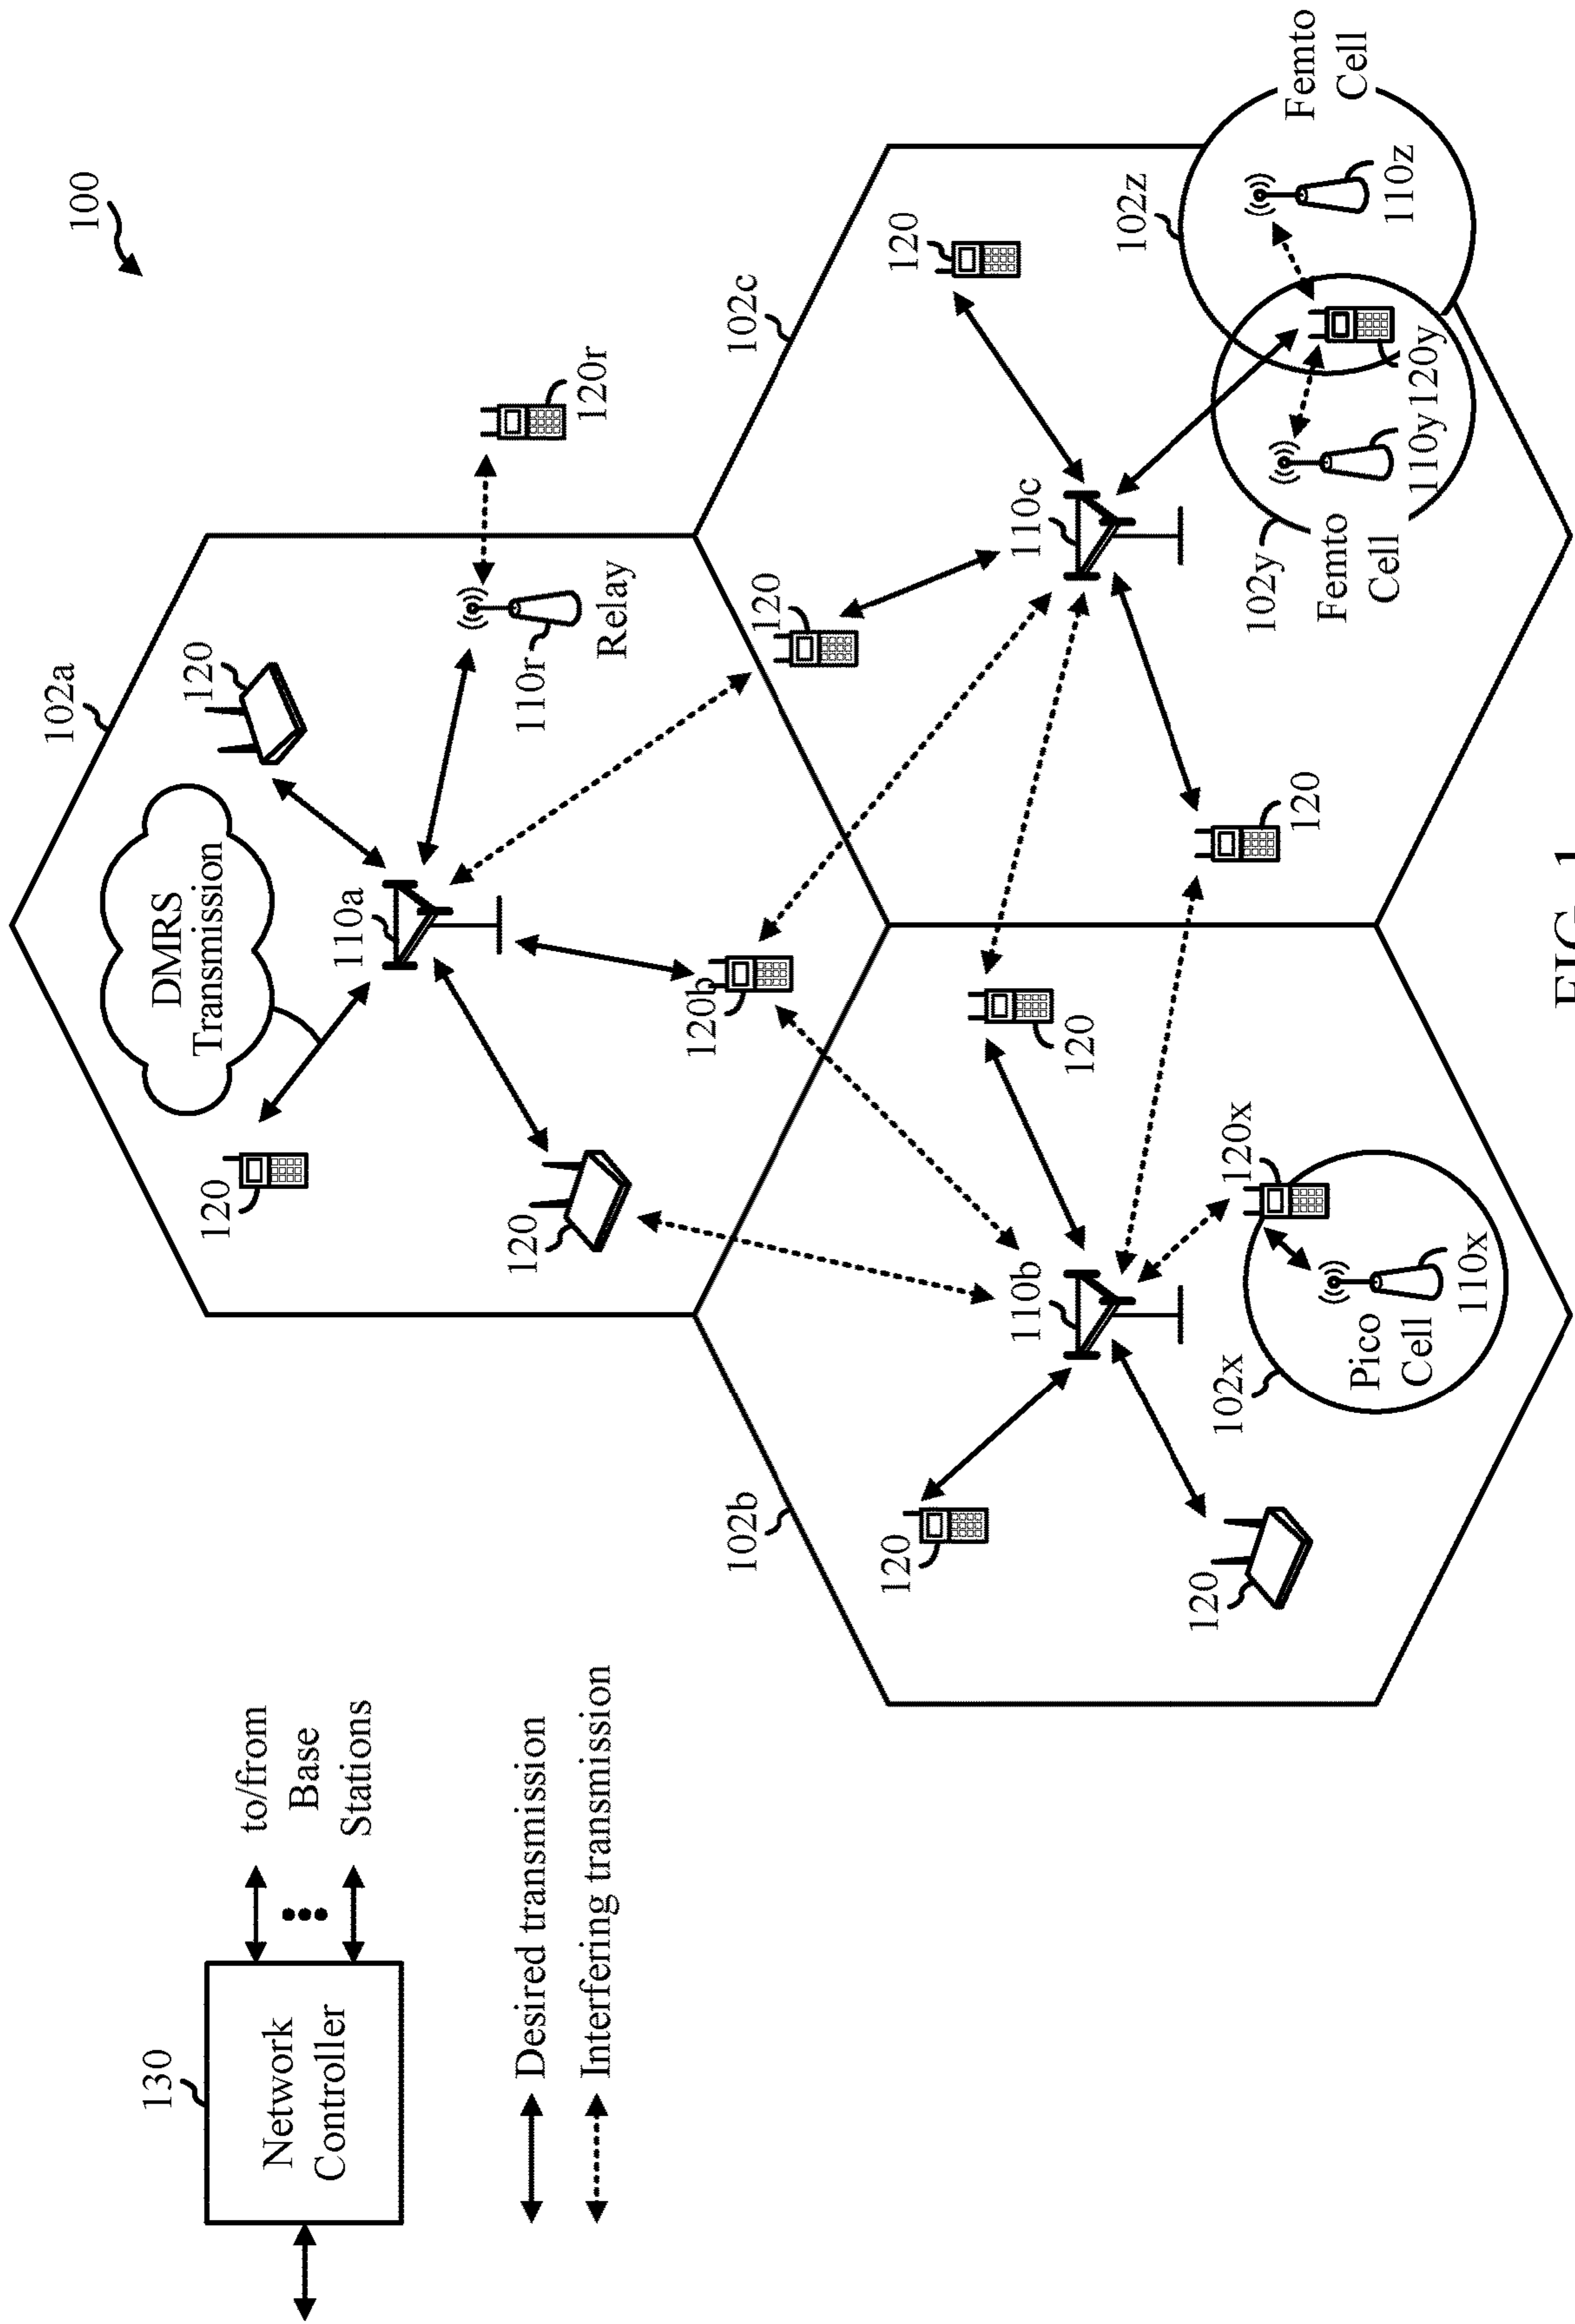 100
130
Network
Controller
to/from
Base
Stations
Desired transmission
Interfering transmission
102a
DMRS
Transmission
120
120
110a
120
110r
Relay
120r
120b
120
102b
102c
120
120
110b
120
110c
120
120
120x
120
102x
Pico
Cell
110x
102y
Femto
Cell
110y
120y
102z
110z
Femto
Cell
FIG. 1